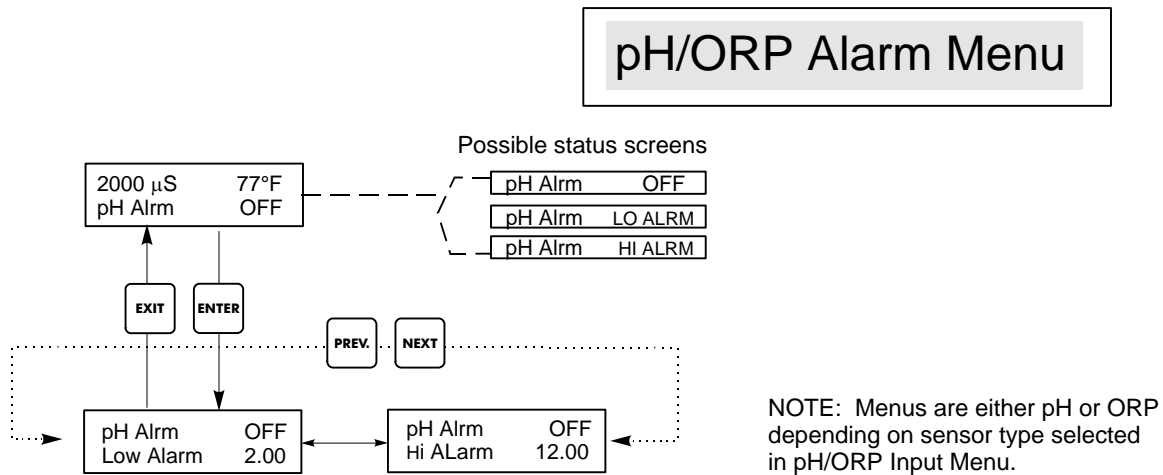 pH/ORP Alarm Menu
Possible status screens
2000 μS 77°F
pH Alrm OFF
pH Alrm OFF
pH Alrm LO ALRM
pH Alrm HI ALRM
EXIT
ENTER
PREV.
NEXT
pH Alrm OFF
Low Alarm 2.00
pH Alrm OFF
Hi ALarm 12.00
NOTE: Menus are either pH or ORP
depending on sensor type selected
in pH/ORP Input Menu.